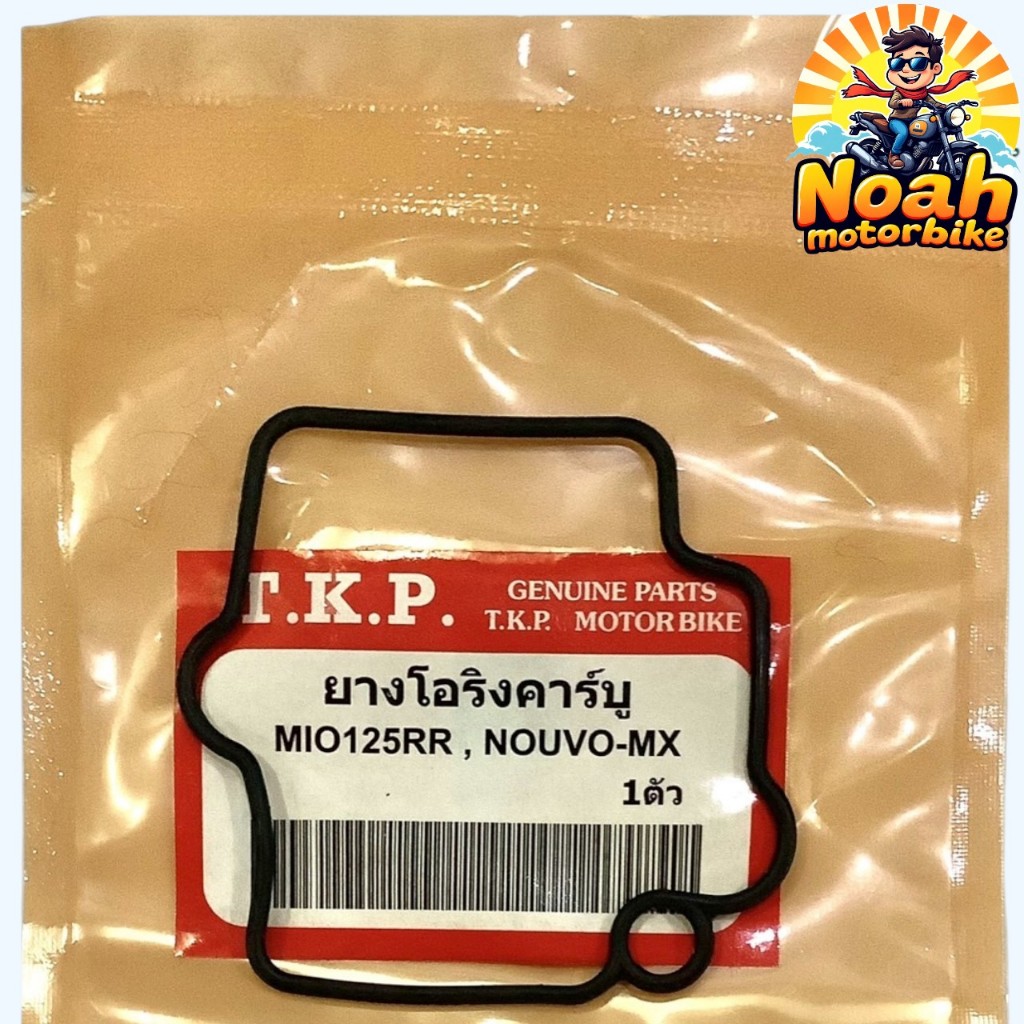 Noah
motorbike
T.K.P.
GENUINE PARTS
T.K.P. MOTOR BIKE
ยางโอริงคาร์บู
MIO125RR , NOUVO-MX
1ตัว